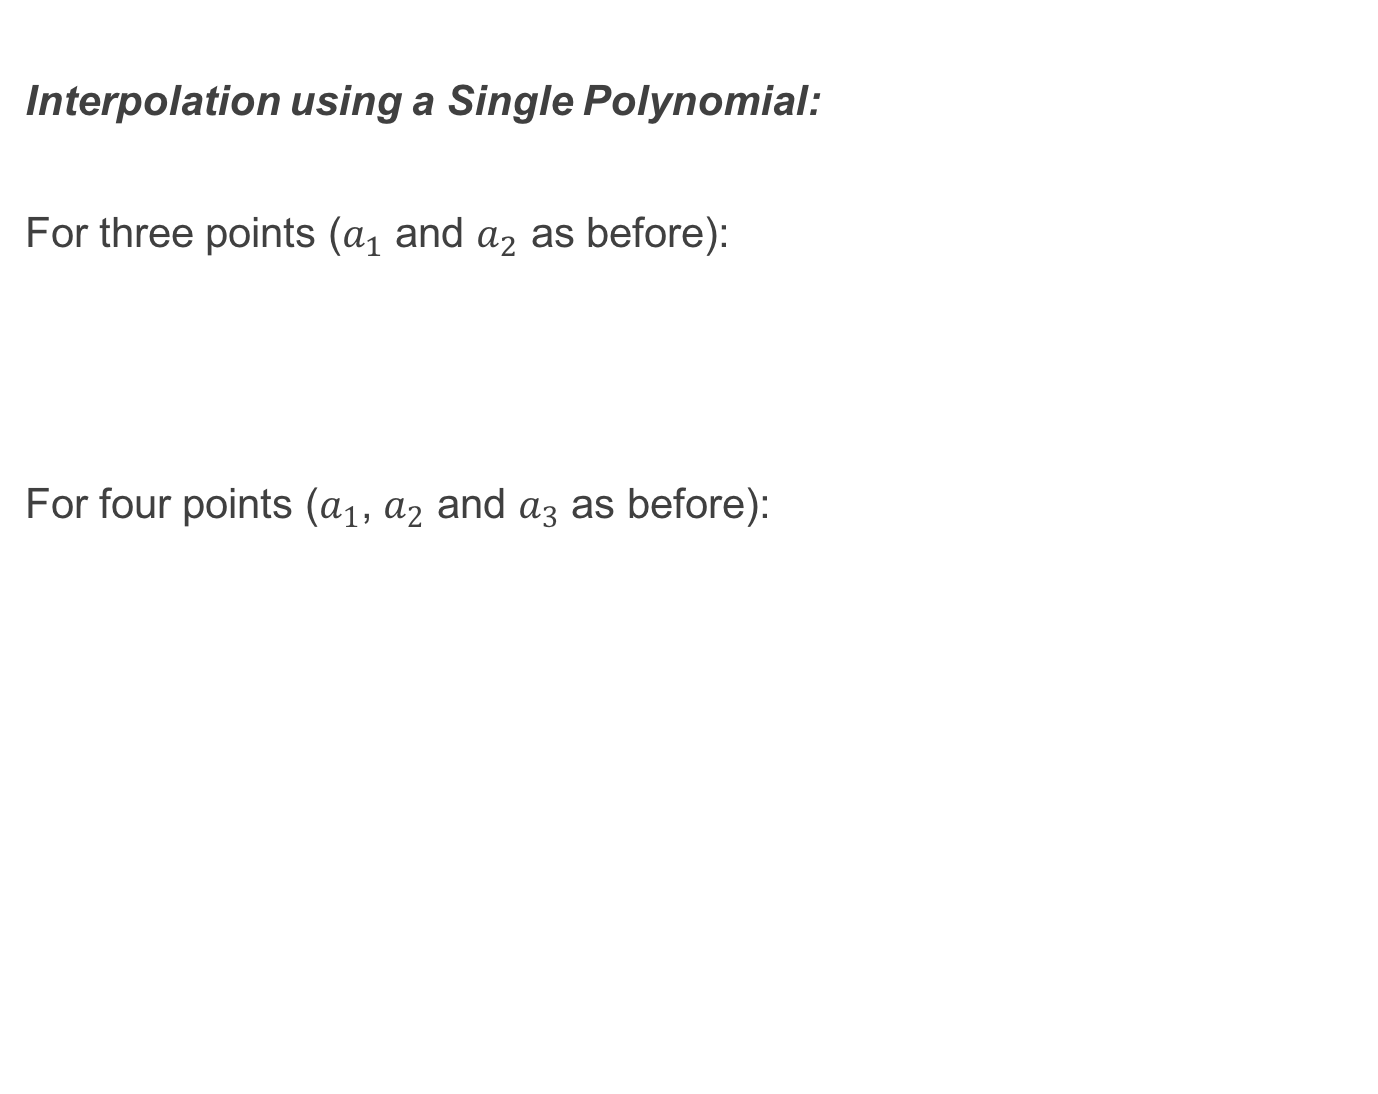 Interpolation using a Single Polynomial:
For three points (𝑎₁ and 𝑎₂ as before):
For four points (𝑎₁, 𝑎₂ and 𝑎₃ as before):